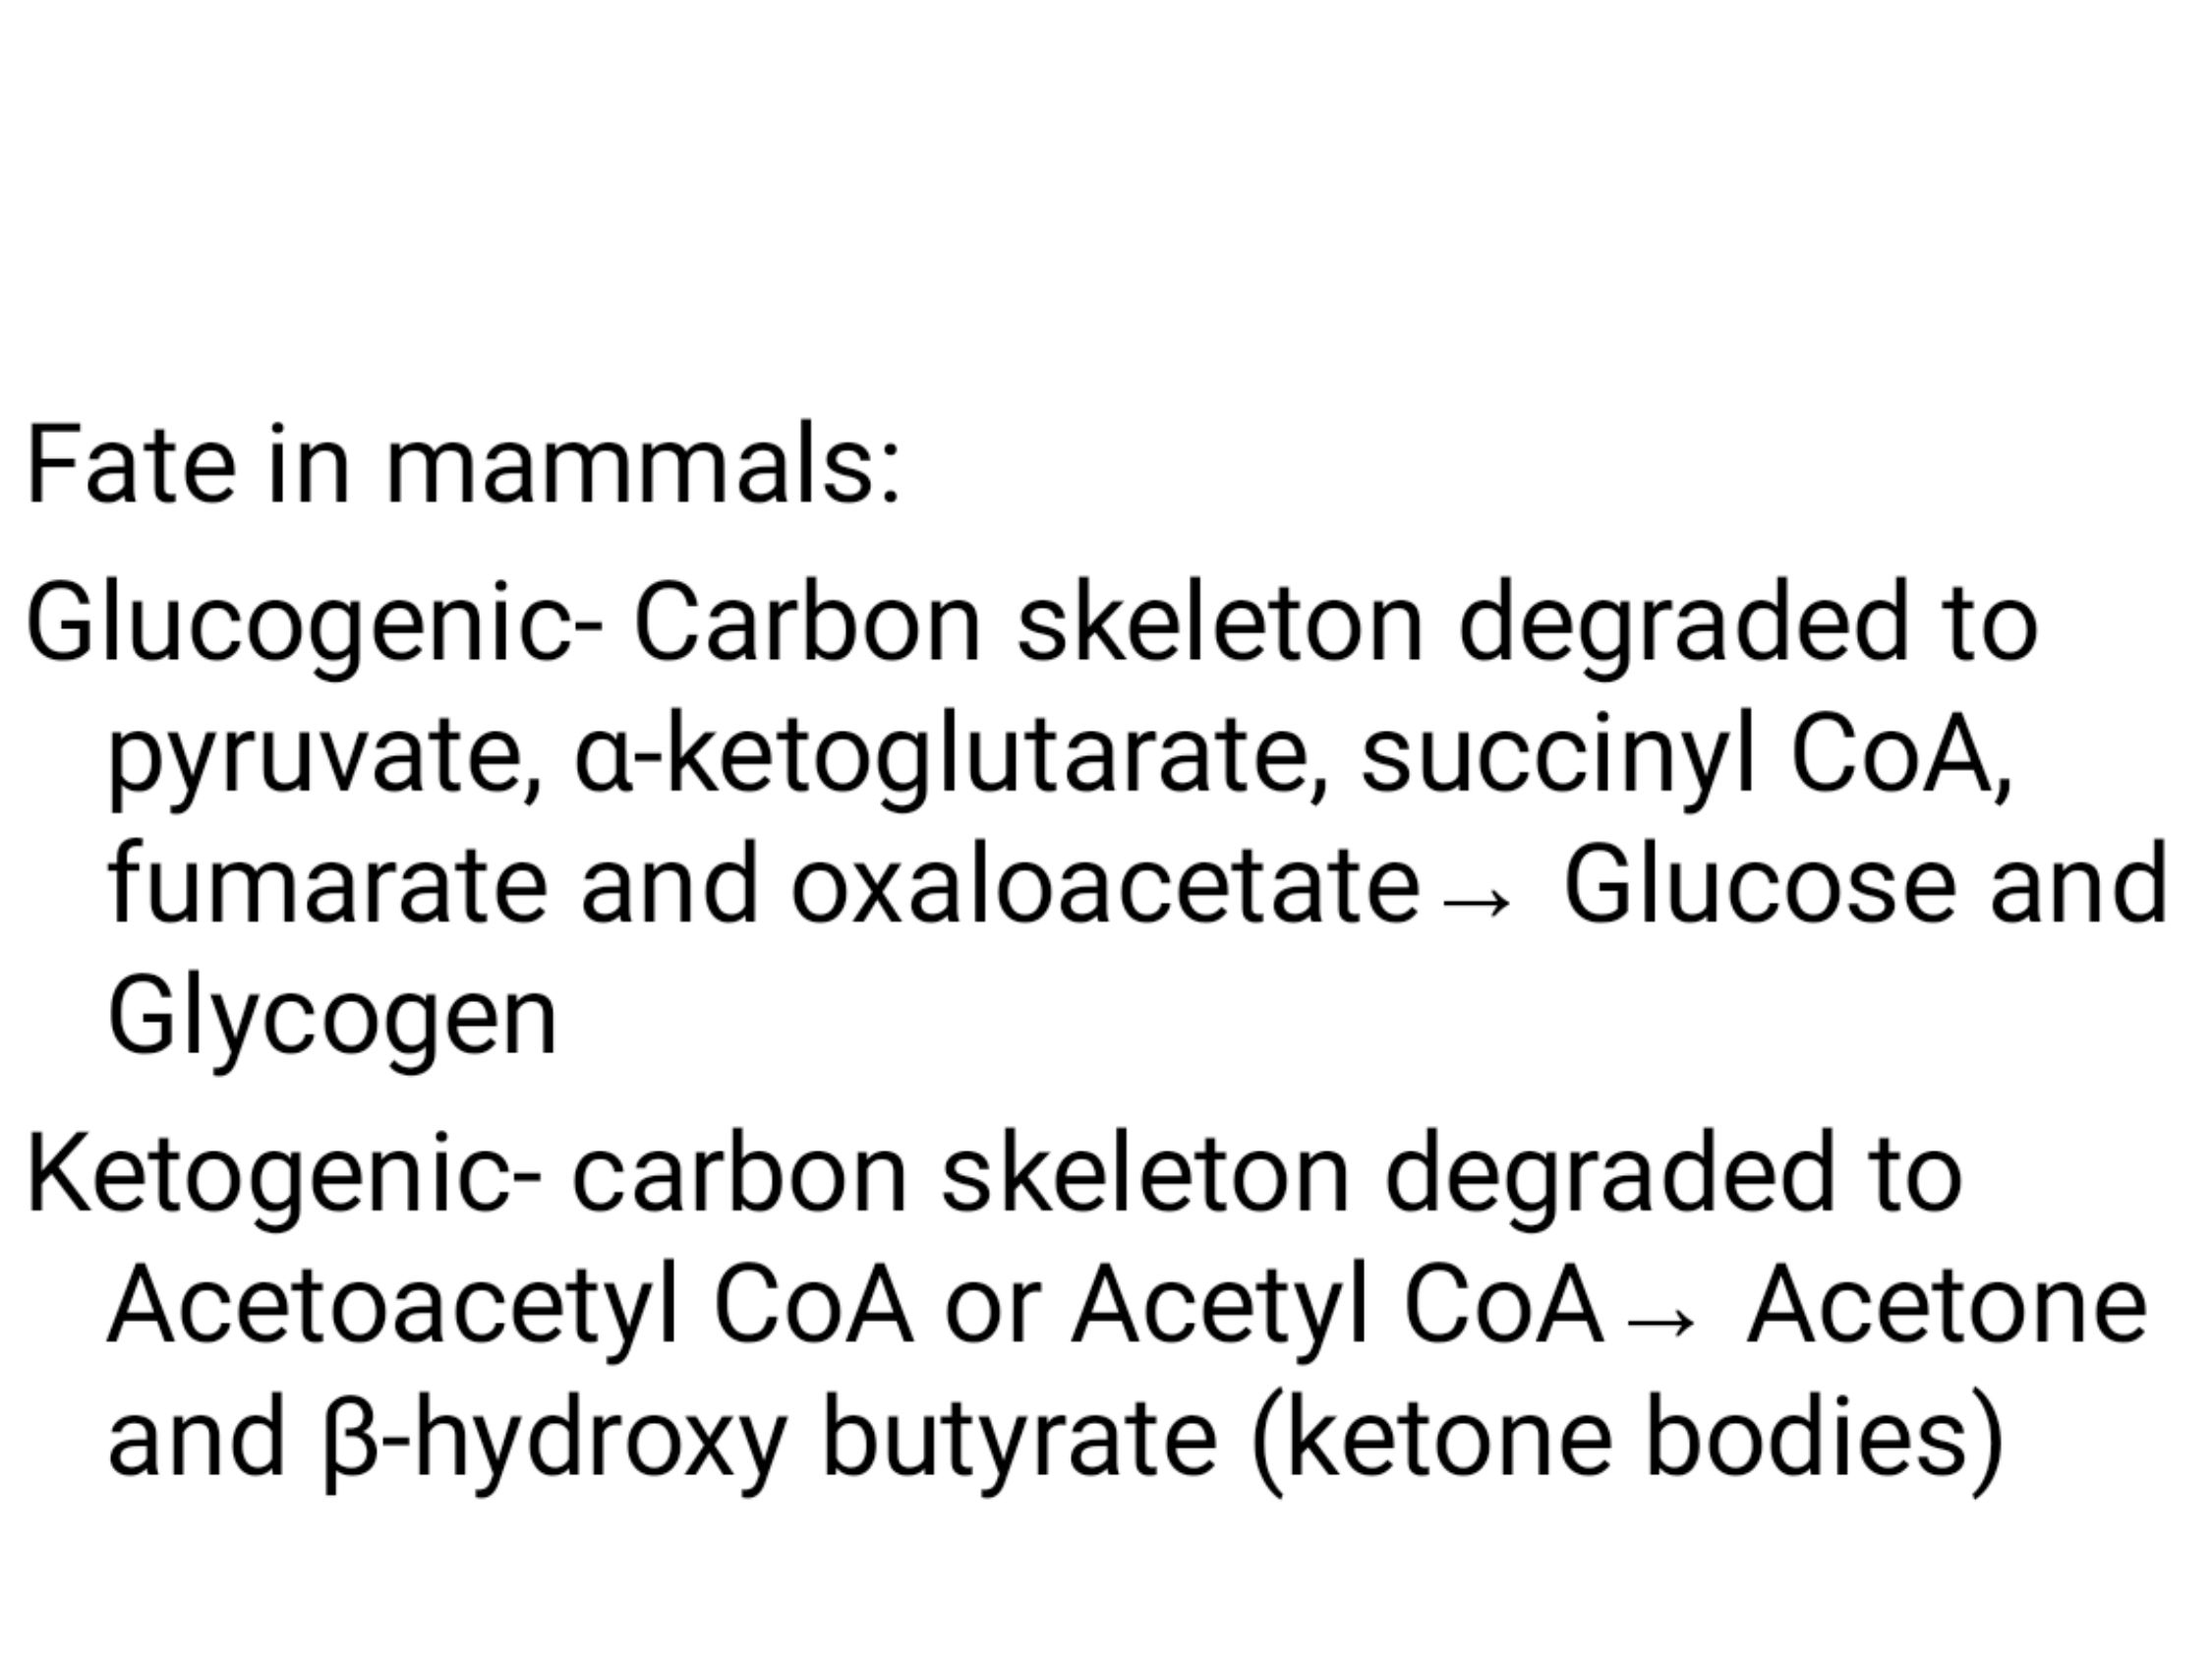 Fate in mammals:
Glucogenic- Carbon skeleton degraded to
pyruvate, α-ketoglutarate, succinyl CoA,
fumarate and oxaloacetate→ Glucose and
Glycogen
Ketogenic- carbon skeleton degraded to
Acetoacetyl CoA or Acetyl CoA→ Acetone
and β-hydroxy butyrate (ketone bodies)